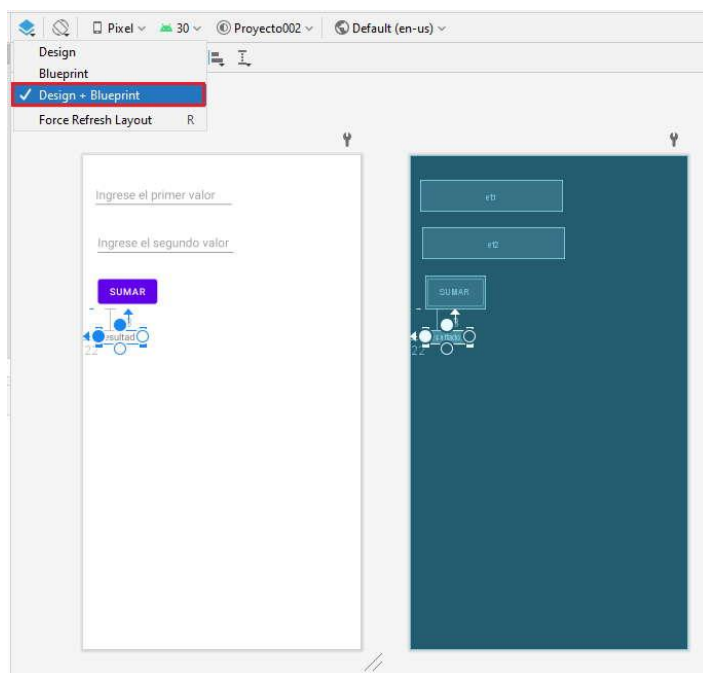 Pixel 30 Proyecto002 Default (en-us)
Design
Blueprint
Design + Blueprint
Force Refresh Layout R
Ingrese el primer valor
et1
Ingrese el segundo valor
et2
SUMAR
SUMAR
esultad
22
22